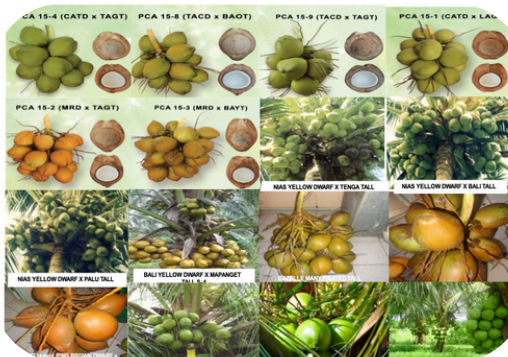 PCA 15-4 (CATD x TAGT)
PCA 15-8 (TACD x BAOT)
PCA 15-9 (TACD x TAGT)
PCA 15-1 (CATD x LAG
PCA 15-2 (MRD x TAGT)
PCA 15-3 (MRD x BAYT)
NIAS YELLOW DWARF X TENGA TALL
NIAS YELLOW DWARF X BALI TALL
NIAS YELLOW DWARF X PALU TALL
BALI YELLOW DWARF X MAPANGET
TALL S-4